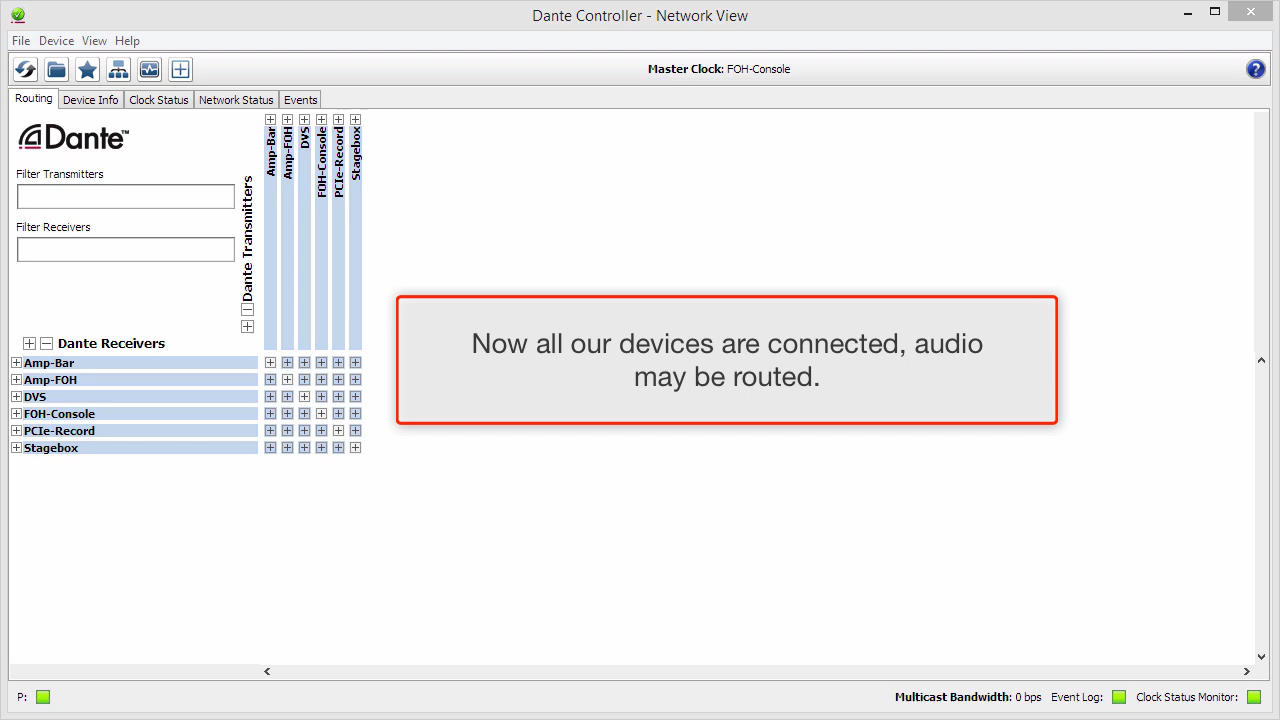 Dante Controller - Network View
File Device View Help
Master Clock: FOH-Console
Routing Device Info Clock Status Network Status Events
Dante™
Filter Transmitters
Filter Receivers
Dante Transmitters
Amp-Bar
Amp-FOH
DVS
FOH-Console
PCIe-Record
Stagebox
Dante Receivers
Amp-Bar
Amp-FOH
DVS
FOH-Console
PCIe-Record
Stagebox
Now all our devices are connected, audio
may be routed.
P: Multicast Bandwidth: 0 bps Event Log: Clock Status Monitor: